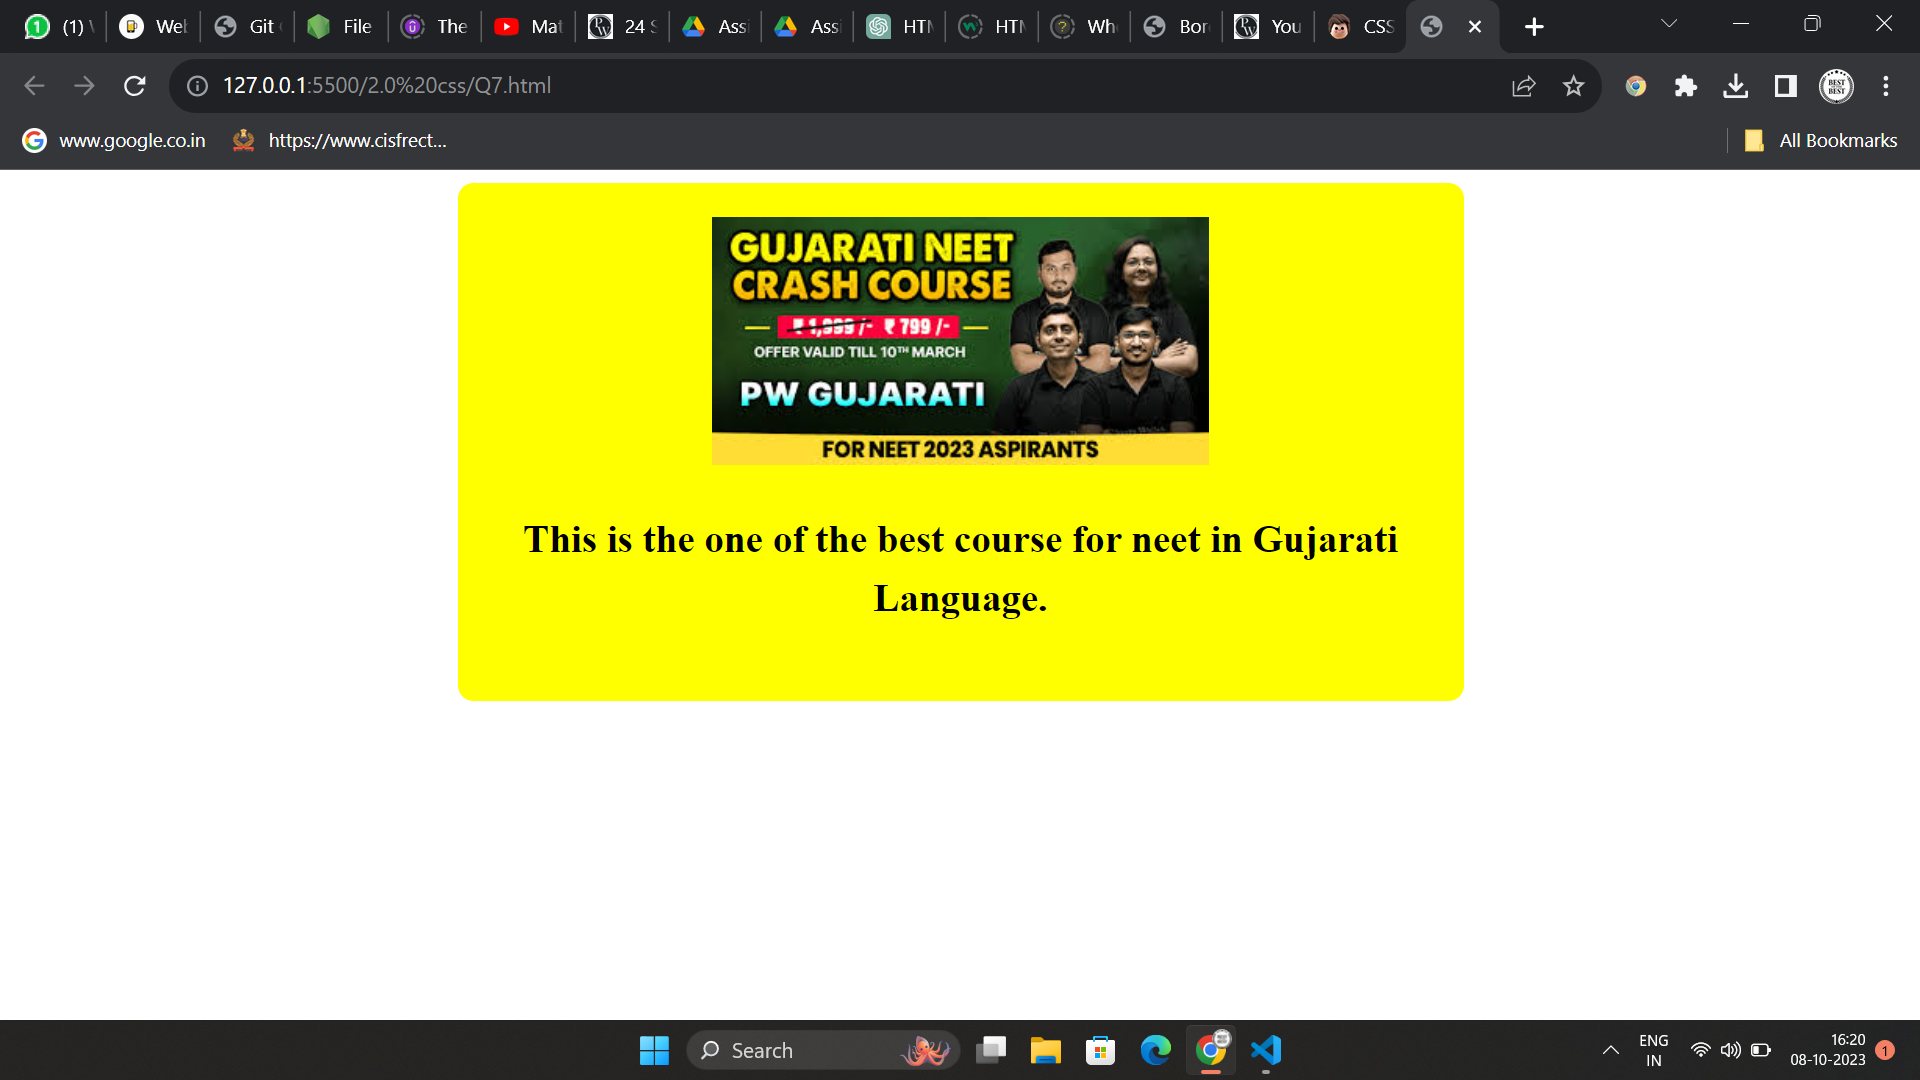 (1) W
Web
Git
File
The
Mat
24 S
Assi
Assi
HTM
HTM
Wh
Bor
You
CSS
127.0.0.1:5500/2.0%20css/Q7.html
BEST BEST
www.google.co.in
https://www.cisfrect...
All Bookmarks
GUJARATI NEET
CRASH COURSE
₹ 1,999 /- ₹ 799 /-
OFFER VALID TILL 10TH MARCH
PW GUJARATI
FOR NEET 2023 ASPIRANTS
This is the one of the best course for neet in Gujarati
Language.
Search
ENG
IN
16:20
08-10-2023
1